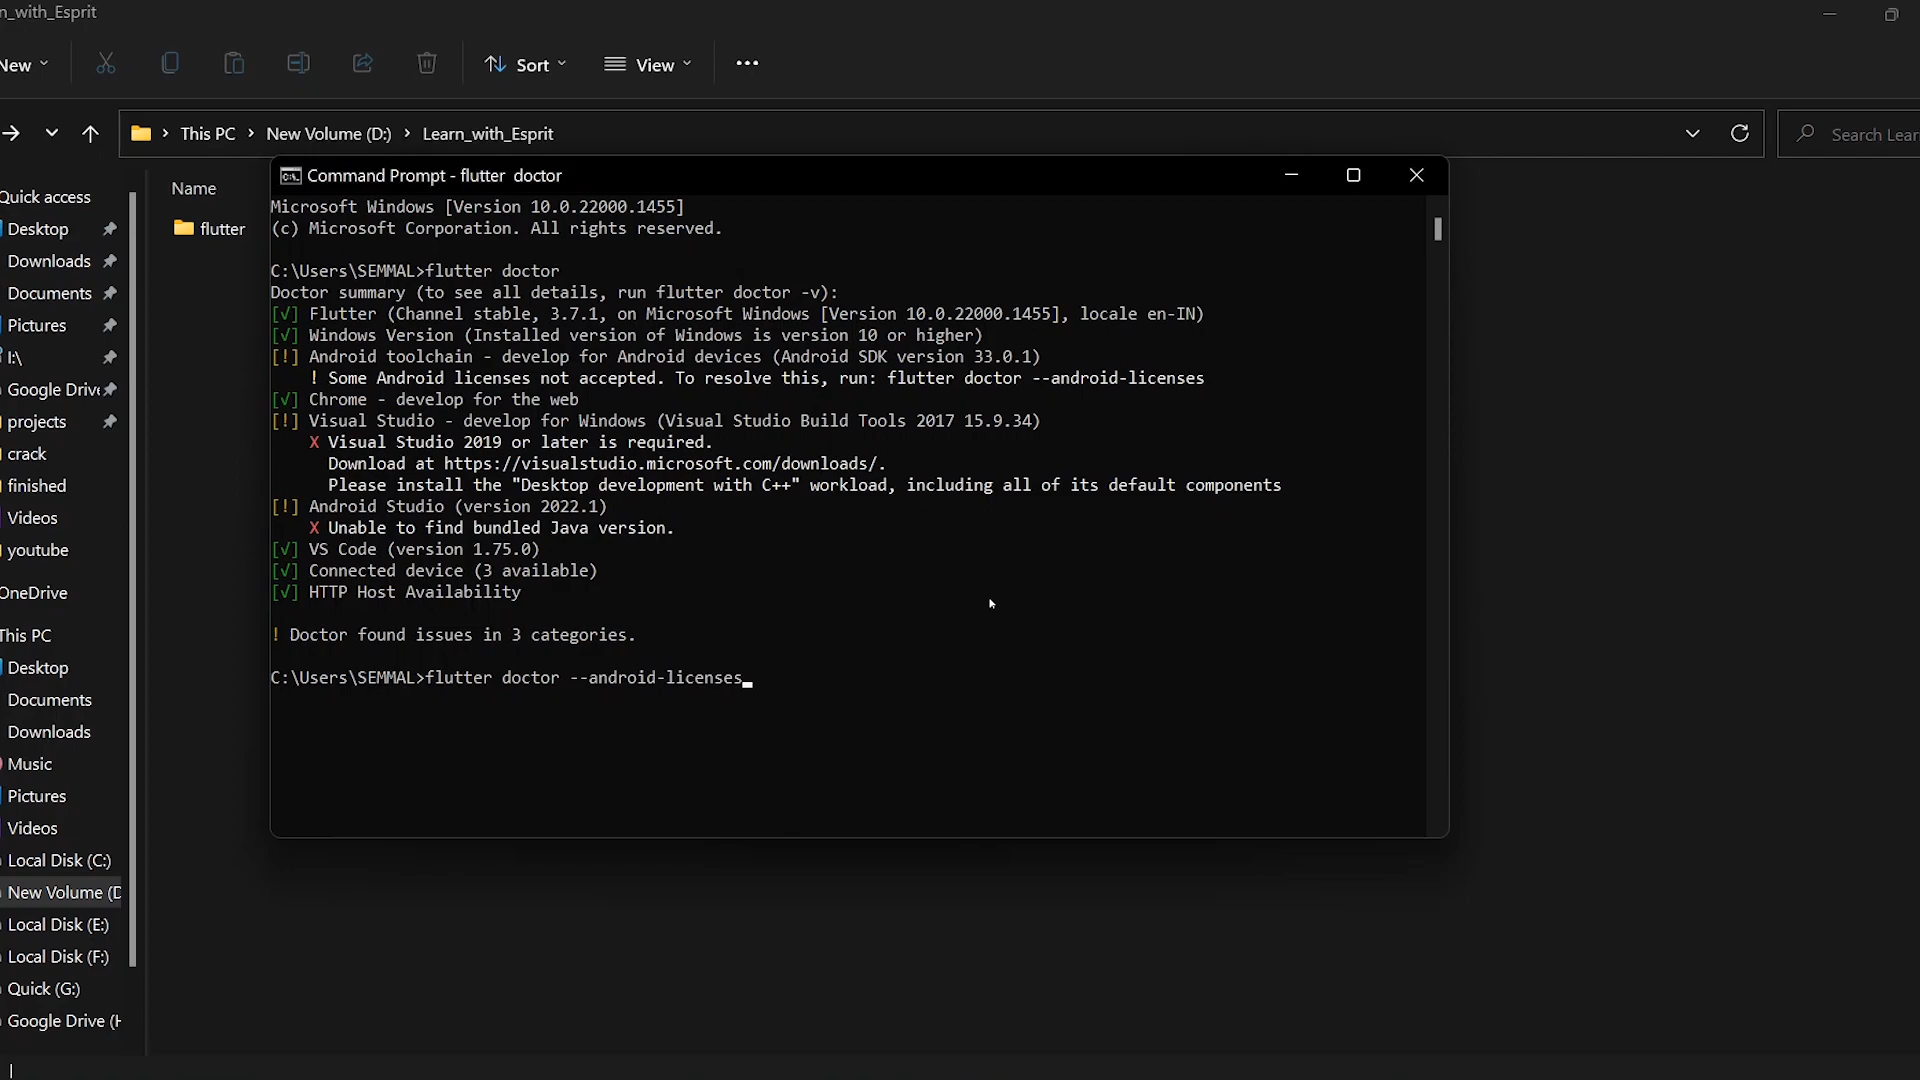 n_with_Esprit
New
Sort
View
This PC > New Volume (D:) > Learn_with_Esprit
Search Lear
Quick access
Desktop
Downloads
Documents
Pictures
I:\
Google Drive
projects
crack
finished
Videos
youtube
OneDrive
This PC
Desktop
Documents
Downloads
Music
Pictures
Videos
Local Disk (C:)
New Volume (D
Local Disk (E:)
Local Disk (F:)
Quick (G:)
Google Drive (H
Name
flutter
Command Prompt - flutter doctor
Microsoft Windows [Version 10.0.22000.1455]
(c) Microsoft Corporation. All rights reserved.
C:\Users\SEMMAL>flutter doctor
Doctor summary (to see all details, run flutter doctor -v):
[√] Flutter (Channel stable, 3.7.1, on Microsoft Windows [Version 10.0.22000.1455], locale en-IN)
[√] Windows Version (Installed version of Windows is version 10 or higher)
[!] Android toolchain - develop for Android devices (Android SDK version 33.0.1)
! Some Android licenses not accepted. To resolve this, run: flutter doctor --android-licenses
[√] Chrome - develop for the web
[!] Visual Studio - develop for Windows (Visual Studio Build Tools 2017 15.9.34)
X Visual Studio 2019 or later is required.
Download at https://visualstudio.microsoft.com/downloads/.
Please install the "Desktop development with C++" workload, including all of its default components
[!] Android Studio (version 2022.1)
X Unable to find bundled Java version.
[√] VS Code (version 1.75.0)
[√] Connected device (3 available)
[√] HTTP Host Availability
! Doctor found issues in 3 categories.
C:\Users\SEMMAL>flutter doctor --android-licenses